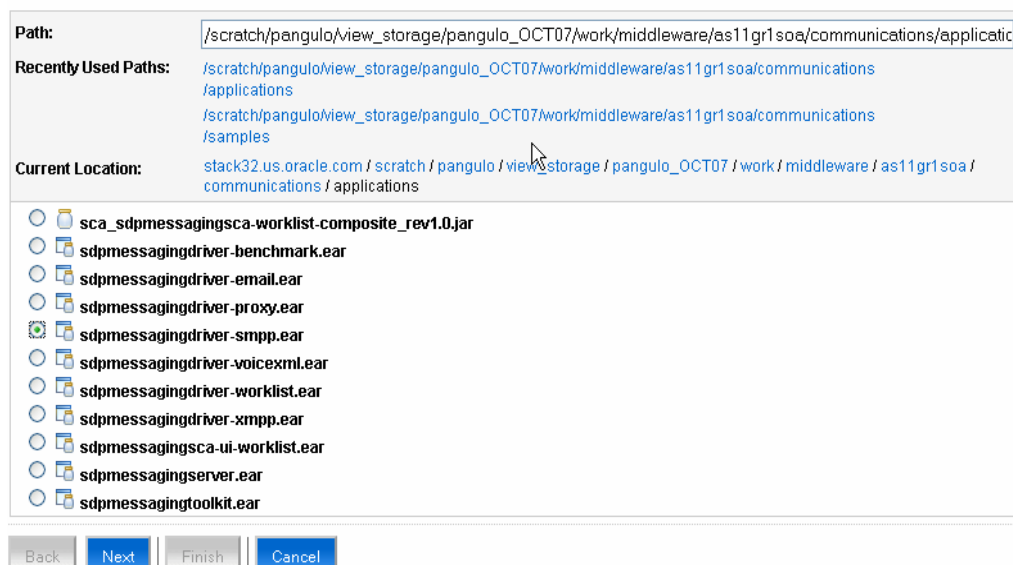 Path:
/scratch/pangulo/view_storage/pangulo_OCT07/work/middleware/as11gr1soa/communications/applicatio
Recently Used Paths:
/scratch/pangulo/view_storage/pangulo_OCT07/work/middleware/as11gr1soa/communications
/applications
/scratch/pangulo/view_storage/pangulo_OCT07/work/middleware/as11gr1soa/communications
/samples
Current Location:
stack32.us.oracle.com / scratch / pangulo / view_storage / pangulo_OCT07 / work / middleware / as11gr1soa /
communications / applications
sca_sdpmessagingsca-worklist-composite_rev1.0.jar
sdpmessagingdriver-benchmark.ear
sdpmessagingdriver-email.ear
sdpmessagingdriver-proxy.ear
sdpmessagingdriver-smpp.ear
sdpmessagingdriver-voicexml.ear
sdpmessagingdriver-worklist.ear
sdpmessagingdriver-xmpp.ear
sdpmessagingsca-ui-worklist.ear
sdpmessagingserver.ear
sdpmessagingtoolkit.ear
Back Next Finish Cancel